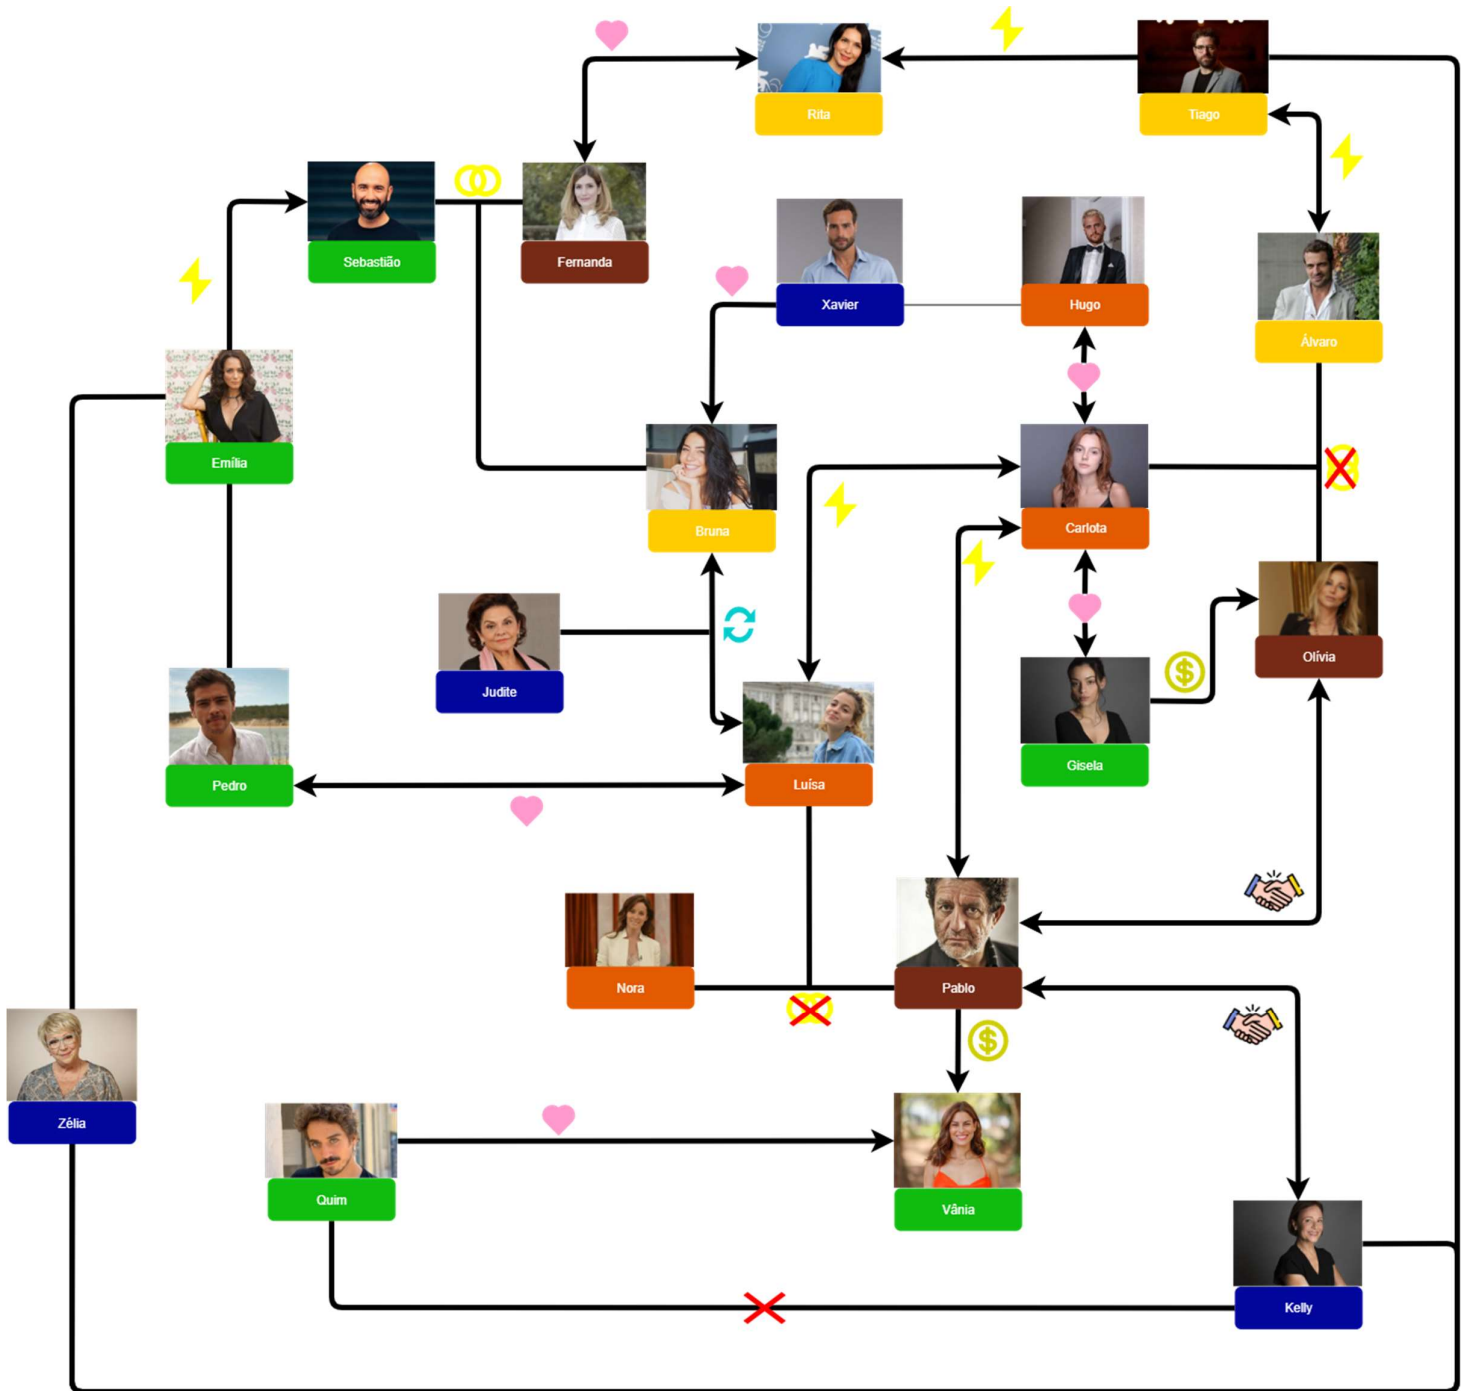 Rita
Tiago
Sebastião
Fernanda
Xavier
Hugo
Álvaro
Emília
Bruna
Carlota
Judite
Olívia
Pedro
Luísa
Gisela
Nora
Pablo
Zélia
Quim
Vânia
Kelly